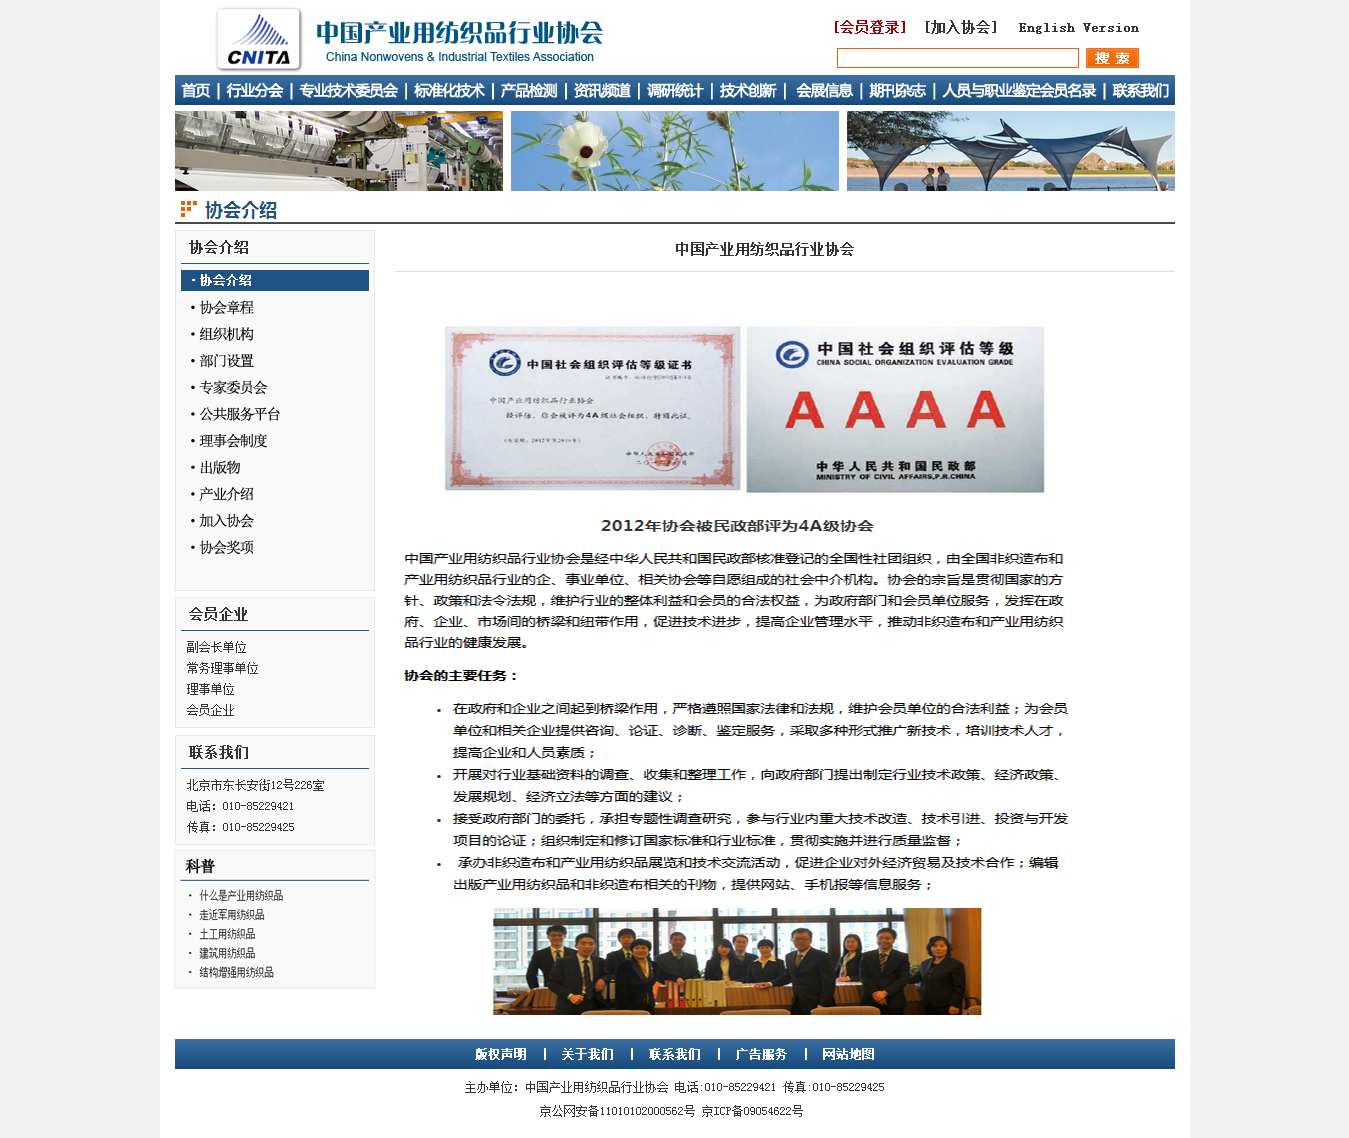 CNITA
中国产业用纺织品行业协会
China Nonwovens & Industrial Textiles Association
[会员登录] [加入协会] English Version
搜 索
首页 | 行业分会 | 专业技术委员会 | 标准化技术 | 产品检测 | 资讯频道 | 调研统计 | 技术创新 | 会展信息 | 期刊杂志 | 人员与职业鉴定会员名录 | 联系我们
协会介绍
协会介绍
· 协会介绍
· 协会章程
· 组织机构
· 部门设置
· 专家委员会
· 公共服务平台
· 理事会制度
· 出版物
· 产业介绍
· 加入协会
· 协会奖项
会员企业
副会长单位
常务理事单位
理事单位
会员企业
联系我们
北京市东长安街12号226室
电话：010-85229421
传真：010-85229425
科普
· 什么是产业用纺织品
· 走近军用纺织品
· 土工用纺织品
· 建筑用纺织品
· 结构增强用纺织品
中国产业用纺织品行业协会
中国社会组织评估等级证书
中国产业用纺织品行业协会
经评估，你会被评为4A级社会组织，特颁此证。
（有效期：2012年至2016年）
中国社会组织评估等级
CHINA SOCIAL ORGANIZATION EVALUATION GRADE
AAAA
中华人民共和国民政部
MINISTRY OF CIVIL AFFAIRS,P.R.CHINA
2012年协会被民政部评为4A级协会
中国产业用纺织品行业协会是经中华人民共和国民政部核准登记的全国性社团组织，由全国非织造布和
产业用纺织品行业的企、事业单位、相关协会等自愿组成的社会中介机构。协会的宗旨是贯彻国家的方
针、政策和法令法规，维护行业的整体利益和会员的合法权益，为政府部门和会员单位服务，发挥在政
府、企业、市场间的桥梁和纽带作用，促进技术进步，提高企业管理水平，推动非织造布和产业用纺织
品行业的健康发展。
协会的主要任务：
• 在政府和企业之间起到桥梁作用，严格遵照国家法律和法规，维护会员单位的合法利益；为会员
单位和相关企业提供咨询、论证、诊断、鉴定服务，采取多种形式推广新技术，培训技术人才，
提高企业和人员素质；
• 开展对行业基础资料的调查、收集和整理工作，向政府部门提出制定行业技术政策、经济政策、
发展规划、经济立法等方面的建议；
• 接受政府部门的委托，承担专题性调查研究，参与行业内重大技术改造、技术引进、投资与开发
项目的论证；组织制定和修订国家标准和行业标准，贯彻实施并进行质量监督；
• 承办非织造布和产业用纺织品展览和技术交流活动，促进企业对外经济贸易及技术合作；编辑
出版产业用纺织品和非织造布相关的刊物，提供网站、手机报等信息服务；
版权声明 | 关于我们 | 联系我们 | 广告服务 | 网站地图
主办单位：中国产业用纺织品行业协会 电话:010-85229421 传真:010-85229425
京公网安备11010102000562号 京ICP备09054622号